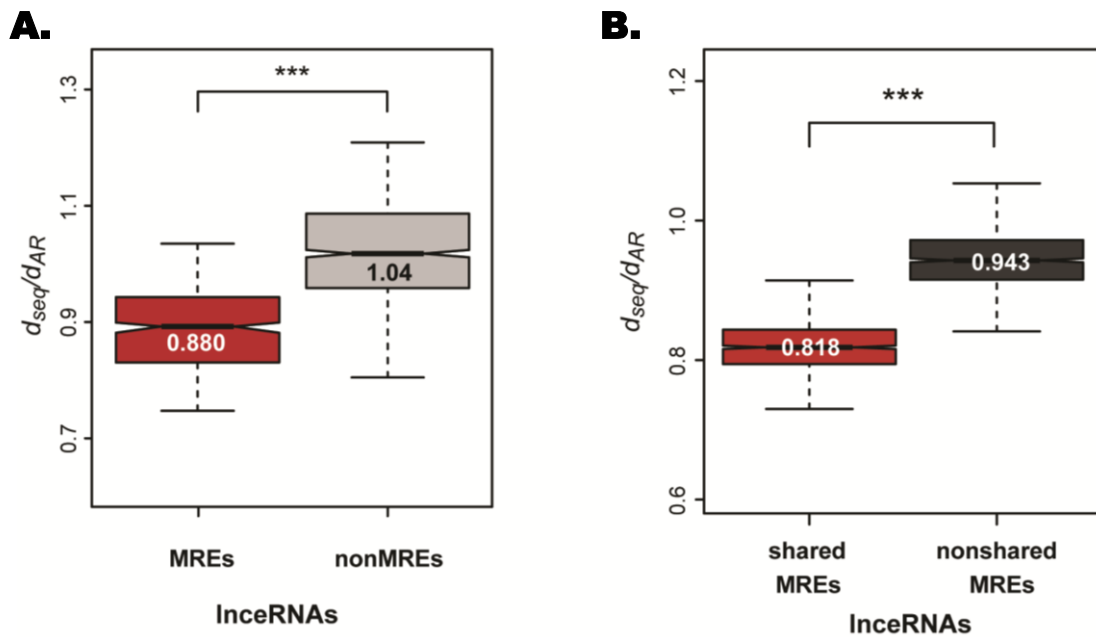 A.
***
1.3
1.1
0.9
0.7
dseq/dAR
0.880
1.04
MREs
nonMREs
lnceRNAs
B.
***
1.2
1.0
0.8
0.6
dseq/dAR
0.818
0.943
shared
MREs
nonshared
MREs
lnceRNAs